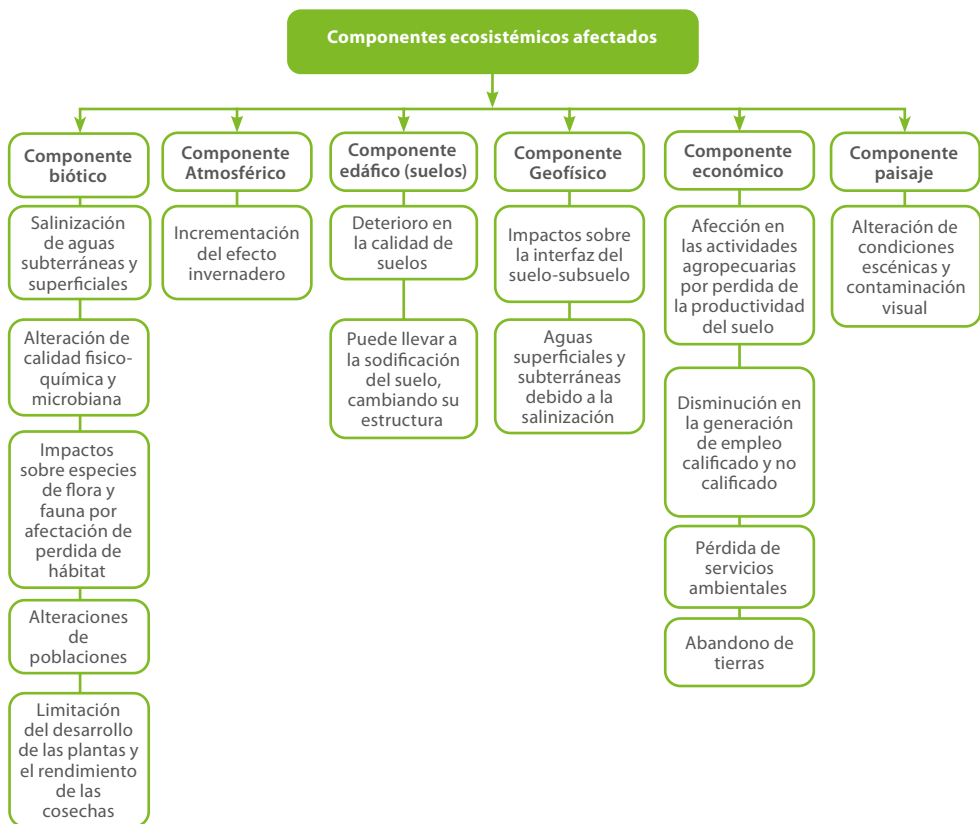 Componentes ecosistémicos afectados
Componente
biótico
Salinización
de aguas
subterráneas y
superficiales
Alteración de
calidad fisico-
química y
microbiana
Impactos
sobre especies
de flora y
fauna por
afectación de
perdida de
hábitat
Alteraciones
de
poblaciones
Limitación
del desarrollo
de las plantas y
el rendimiento
de las
cosechas
Componente
Atmosférico
Incrementación
del efecto
invernadero
Componente
edáfico (suelos)
Deterioro en
la calidad de
suelos
Puede llevar a
la sodificación
del suelo,
cambiando su
estructura
Componente
Geofísico
Impactos sobre
la interfaz del
suelo-subsuelo
Aguas
superficiales y
subterráneas
debido a la
salinización
Componente
económico
Afección en
las actividades
agropecuarias
por perdida de
la productividad
del suelo
Disminución en
la generación
de empleo
calificado y no
calificado
Pérdida de
servicios
ambientales
Abandono de
tierras
Componente
paisaje
Alteración de
condiciones
escénicas y
contaminación
visual